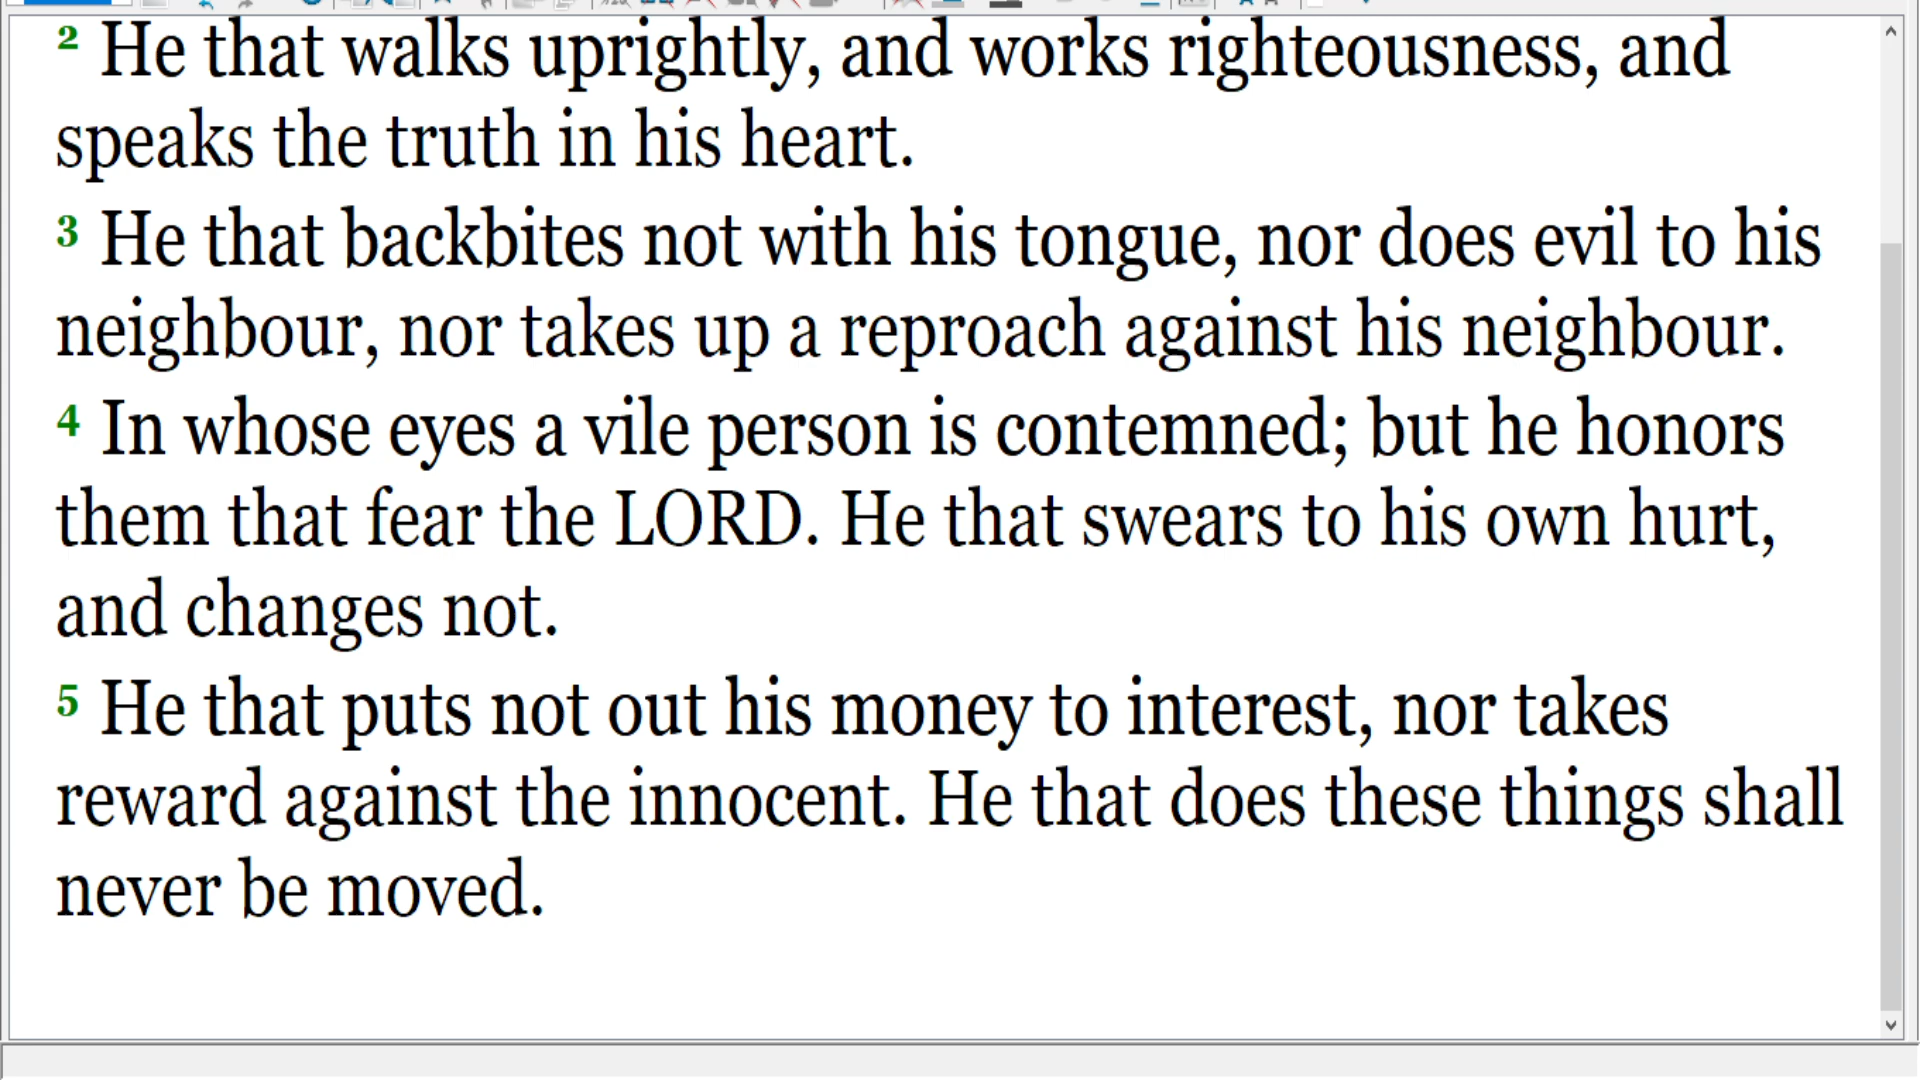 2 He that walks uprightly, and works righteousness, and
speaks the truth in his heart.
3 He that backbites not with his tongue, nor does evil to his
neighbour, nor takes up a reproach against his neighbour.
4 In whose eyes a vile person is contemned; but he honors
them that fear the LORD. He that swears to his own hurt,
and changes not.
5 He that puts not out his money to interest, nor takes
reward against the innocent. He that does these things shall
never be moved.